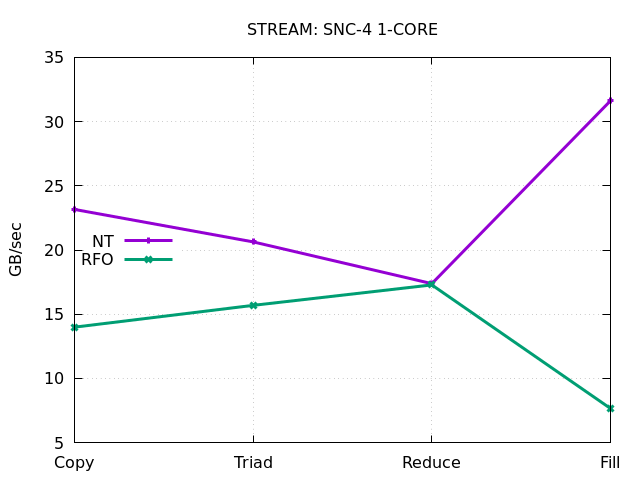 STREAM: SNC-4 1-CORE
35
30
25
20
15
10
5
GB/sec
NT
RFO
Copy Triad Reduce Fill